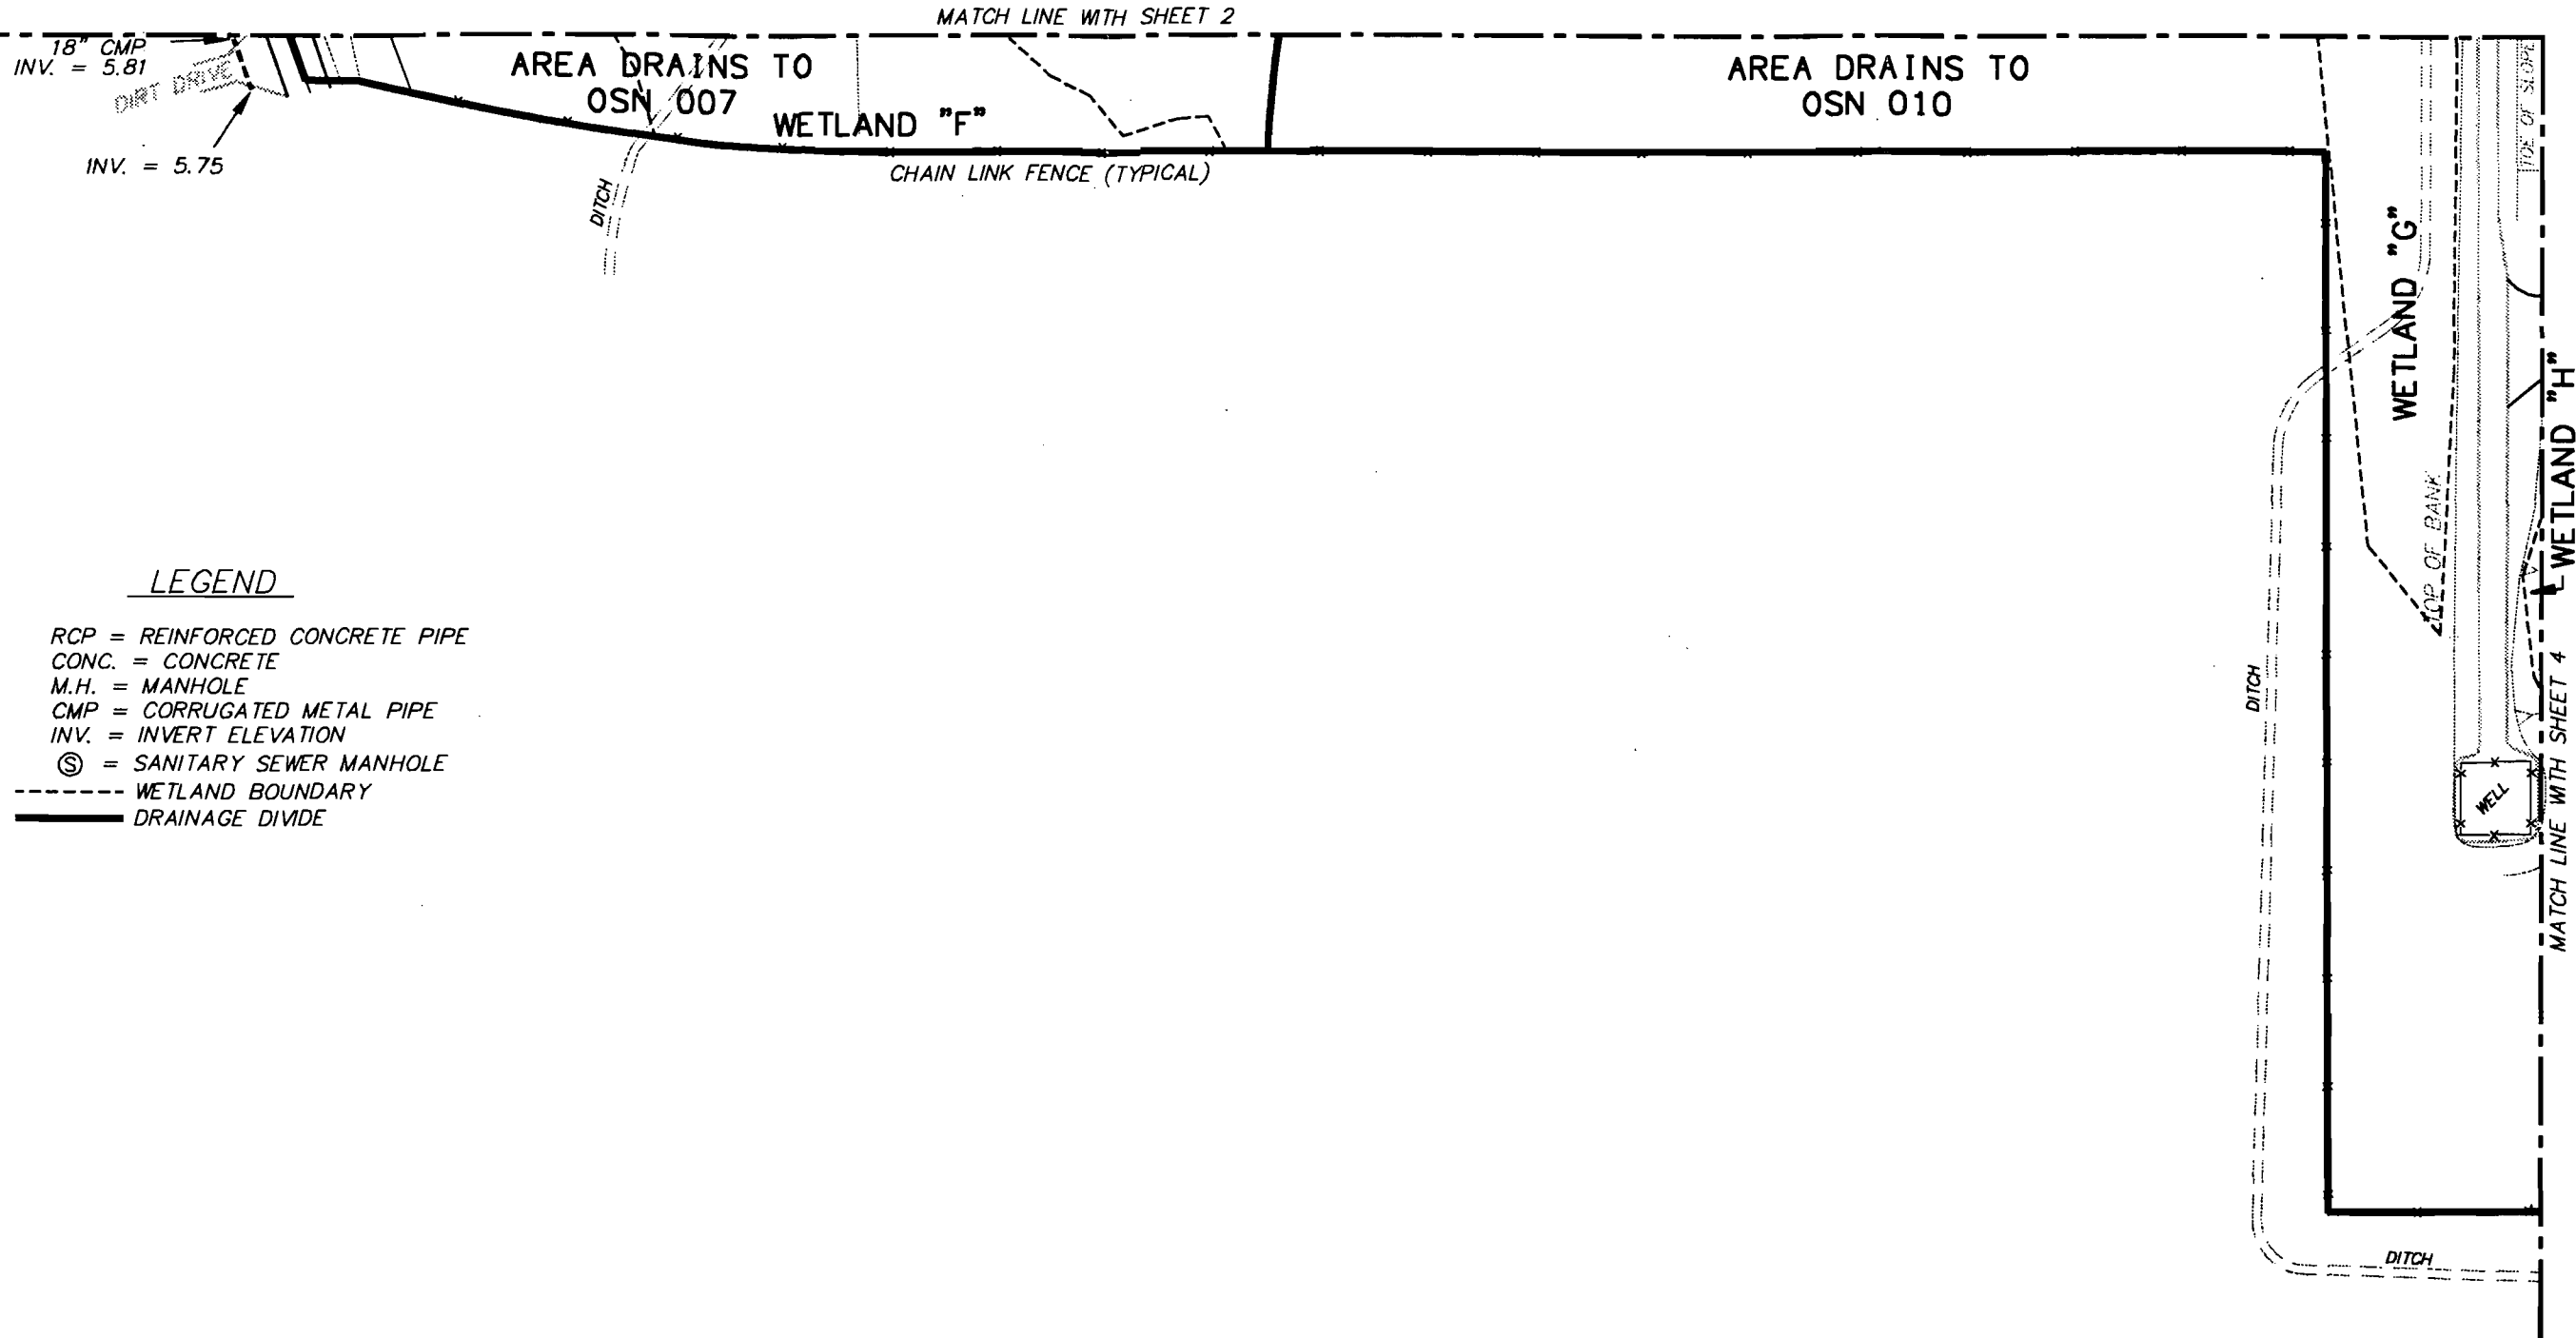 MATCH LINE WITH SHEET 2
18" CMP
INV. = 5.81
DIRT DRIVE
INV. = 5.75
AREA DRAINS TO
OSN 007
WETLAND "F"
AREA DRAINS TO
OSN 010
CHAIN LINK FENCE (TYPICAL)
DITCH
TOE OF SLOPE
WETLAND "G"
WETLAND "H"
TOP OF BANK
MATCH LINE WITH SHEET 4
DITCH
WELL
DITCH
LEGEND
RCP = REINFORCED CONCRETE PIPE
CONC. = CONCRETE
M.H. = MANHOLE
CMP = CORRUGATED METAL PIPE
INV. = INVERT ELEVATION
Ⓢ = SANITARY SEWER MANHOLE
WETLAND BOUNDARY
DRAINAGE DIVIDE